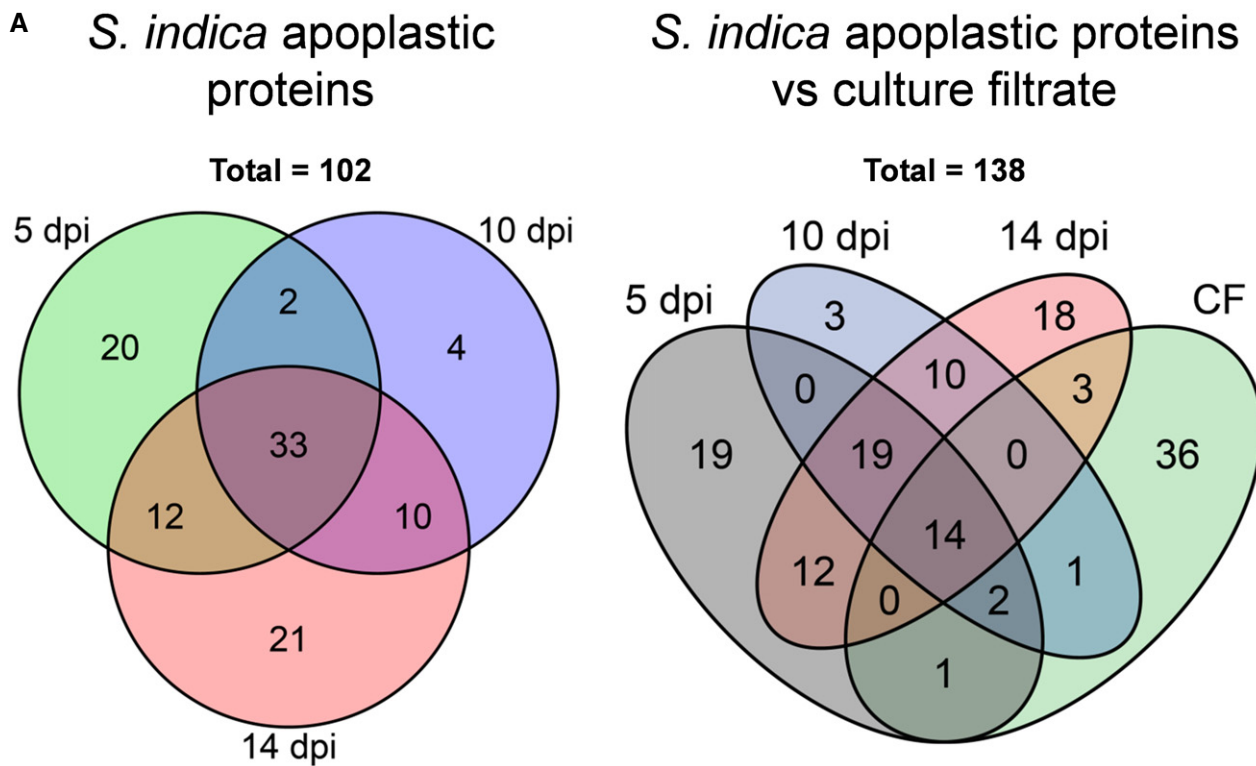 A
S. indica apoplastic
proteins
Total = 102
5 dpi
10 dpi
2
20
4
33
12
10
21
14 dpi
S. indica apoplastic proteins
vs culture filtrate
Total = 138
10 dpi
14 dpi
5 dpi
CF
3
18
10
0
3
19
19
0
36
14
12
1
0
2
1